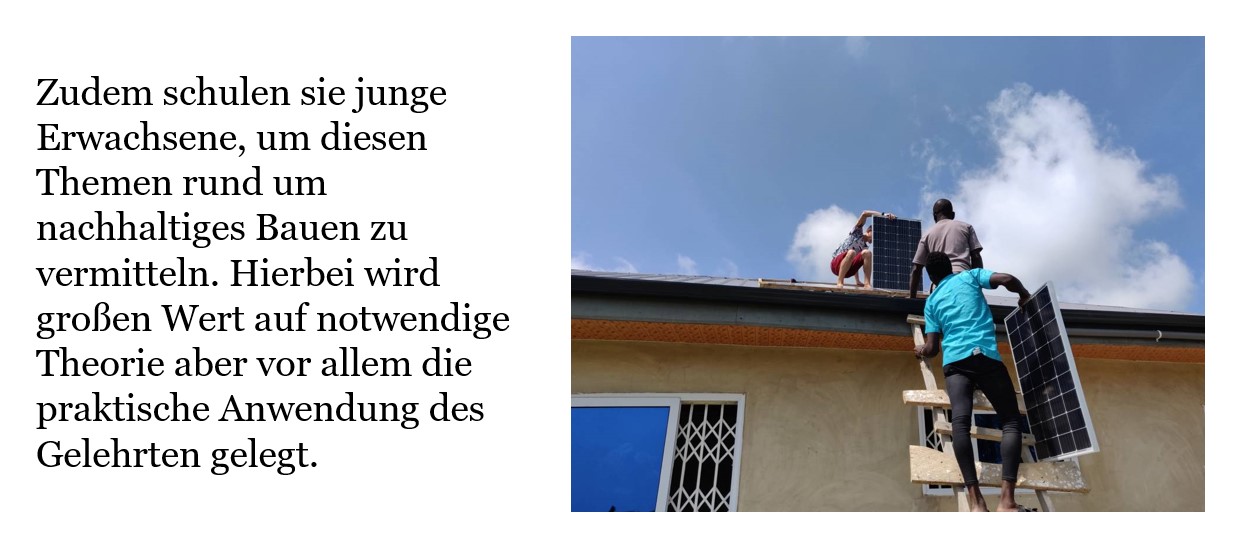 Zudem schulen sie junge
Erwachsene, um diesen
Themen rund um
nachhaltiges Bauen zu
vermitteln. Hierbei wird
großen Wert auf notwendige
Theorie aber vor allem die
praktische Anwendung des
Gelehrten gelegt.